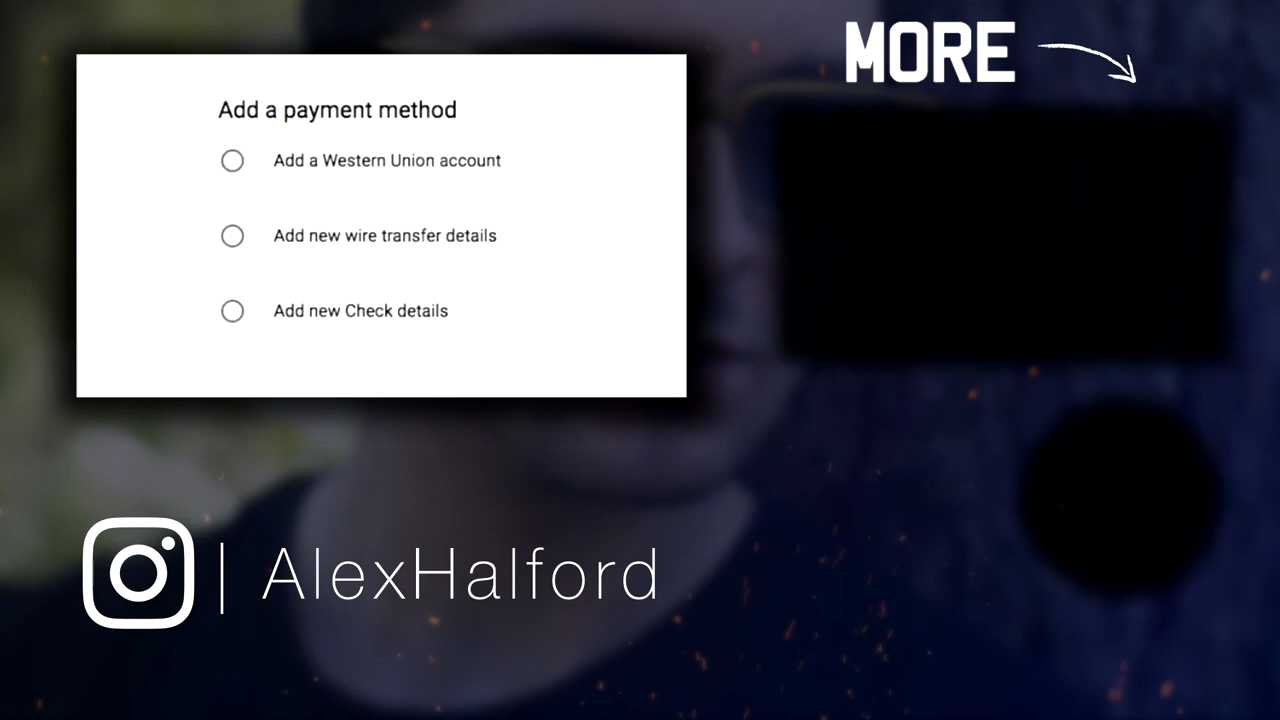 MORE
Add a payment method
Add a Western Union account
Add new wire transfer details
Add new Check details
| AlexHalford